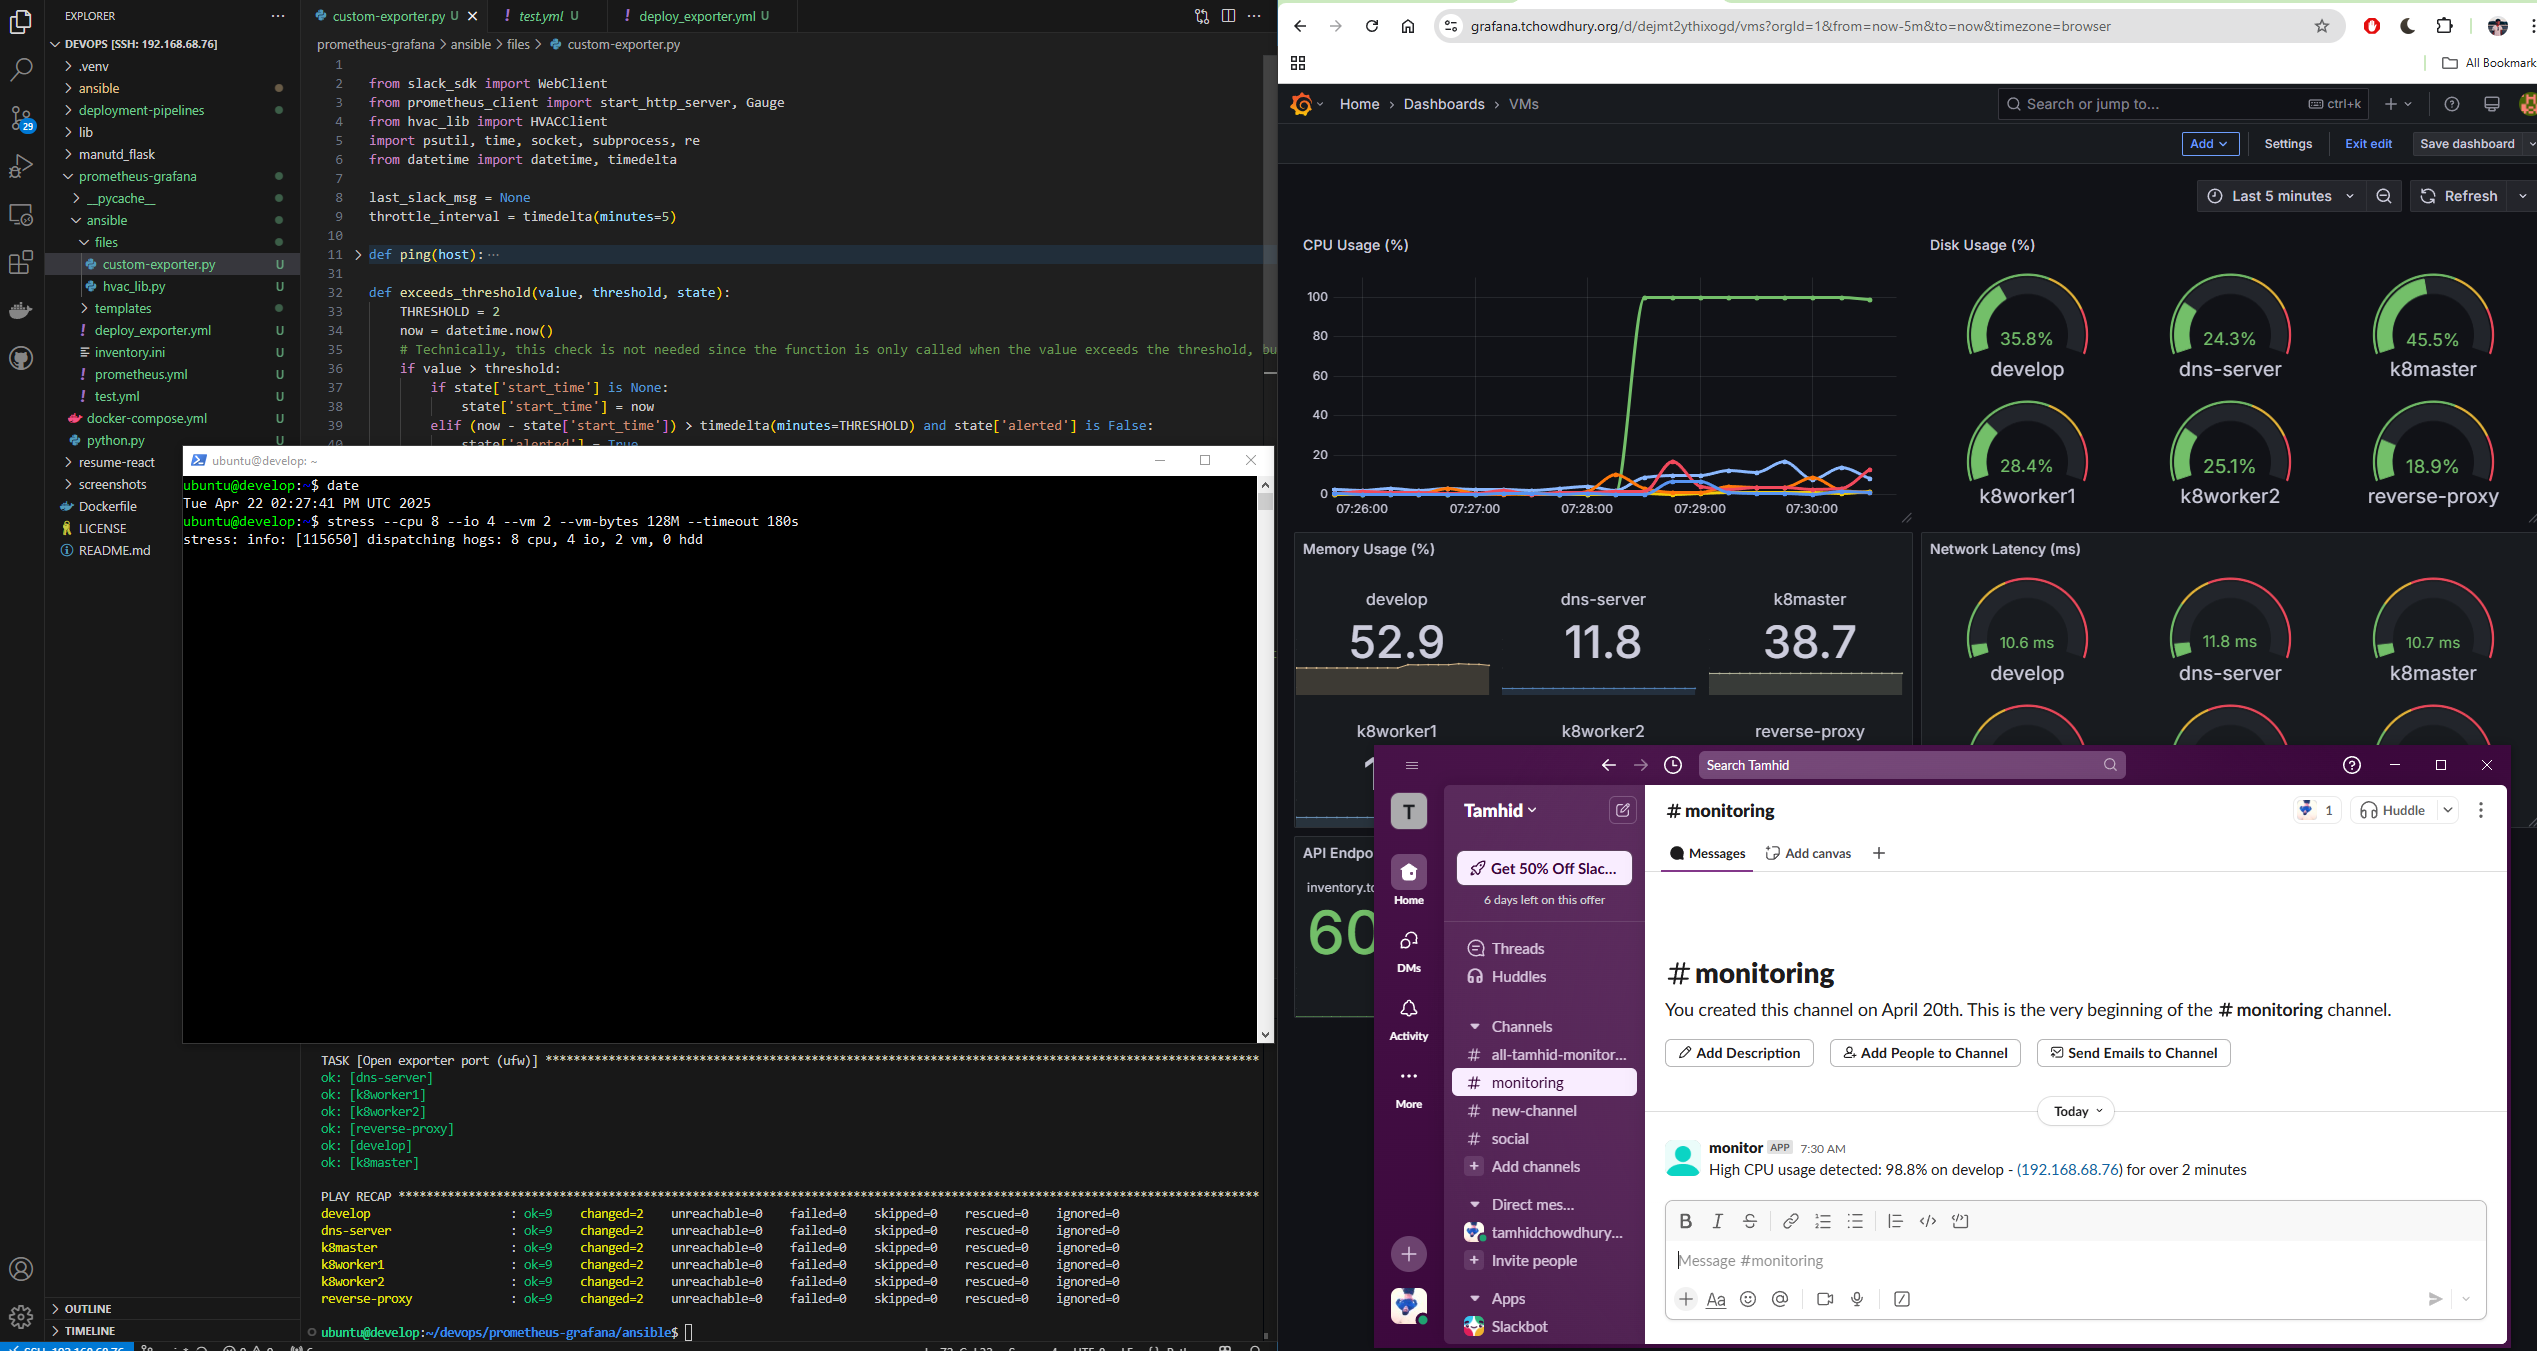 EXPLORER
DEVOPS [SSH: 192.168.68.76]
.venv
ansible
deployment-pipelines
lib
manutd_flask
prometheus-grafana
__pycache__
ansible
files
custom-exporter.py U
hvac_lib.py U
templates
! deploy_exporter.yml U
inventory.ini U
! prometheus.yml U
! test.yml U
docker-compose.yml U
python.py U
resume-react
screenshots
Dockerfile
LICENSE
README.md
OUTLINE
TIMELINE
29
custom-exporter.py U
! test.yml U
! deploy_exporter.yml U
prometheus-grafana > ansible > files > custom-exporter.py
1
2 from slack_sdk import WebClient
3 from prometheus_client import start_http_server, Gauge
4 from hvac_lib import HVACClient
5 import psutil, time, socket, subprocess, re
6 from datetime import datetime, timedelta
7
8 last_slack_msg = None
9 throttle_interval = timedelta(minutes=5)
10
11 def ping(host): ···
31
32 def exceeds_threshold(value, threshold, state):
33 THRESHOLD = 2
34 now = datetime.now()
35 # Technically, this check is not needed since the function is only called when the value exceeds the threshold, bu
36 if value > threshold:
37 if state['start_time'] is None:
38 state['start_time'] = now
39 elif (now - state['start_time']) > timedelta(minutes=THRESHOLD) and state['alerted'] is False:
40 state['alerted'] = True
ubuntu@develop: ~
ubuntu@develop:~$ date
Tue Apr 22 02:27:41 PM UTC 2025
ubuntu@develop:~$ stress --cpu 8 --io 4 --vm 2 --vm-bytes 128M --timeout 180s
stress: info: [115650] dispatching hogs: 8 cpu, 4 io, 2 vm, 0 hdd
TASK [Open exporter port (ufw)] ****
ok: [dns-server]
ok: [k8worker1]
ok: [k8worker2]
ok: [reverse-proxy]
ok: [develop]
ok: [k8master]
PLAY RECAP ****
develop : ok=9 changed=2 unreachable=0 failed=0 skipped=0 rescued=0 ignored=0
dns-server : ok=9 changed=2 unreachable=0 failed=0 skipped=0 rescued=0 ignored=0
k8master : ok=9 changed=2 unreachable=0 failed=0 skipped=0 rescued=0 ignored=0
k8worker1 : ok=9 changed=2 unreachable=0 failed=0 skipped=0 rescued=0 ignored=0
k8worker2 : ok=9 changed=2 unreachable=0 failed=0 skipped=0 rescued=0 ignored=0
reverse-proxy : ok=9 changed=2 unreachable=0 failed=0 skipped=0 rescued=0 ignored=0
ubuntu@develop:~/devops/prometheus-grafana/ansible$
grafana.tchowdhury.org/d/dejmt2ythixogd/vms?orgId=1&from=now-5m&to=now&timezone=browser
All Bookmark
Home > Dashboards > VMs
Search or jump to...
ctrl+k
Add
Settings
Exit edit
Save dashboard
Last 5 minutes
Refresh
CPU Usage (%)
100
80
60
40
20
0
07:26:00 07:27:00 07:28:00 07:29:00 07:30:00
Disk Usage (%)
35.8% 24.3% 45.5%
develop dns-server k8master
28.4% 25.1% 18.9%
k8worker1 k8worker2 reverse-proxy
Memory Usage (%)
develop dns-server k8master
52.9 11.8 38.7
k8worker1 k8worker2 reverse-proxy
Network Latency (ms)
10.6 ms 11.8 ms 10.7 ms
develop dns-server k8master
API Endpo
inventory.tc
60
Search Tamhid
T
Home
DMs
Activity
More
Tamhid
Get 50% Off Slac...
6 days left on this offer
Threads
Huddles
Channels
# all-tamhid-monitor...
# monitoring
# new-channel
# social
Add channels
Direct mes...
tamhidchowdhury...
Invite people
Apps
Slackbot
# monitoring
1
Huddle
Messages
Add canvas
# monitoring
You created this channel on April 20th. This is the very beginning of the # monitoring channel.
Add Description
Add People to Channel
Send Emails to Channel
Today
monitor APP 7:30 AM
High CPU usage detected: 98.8% on develop - (192.168.68.76) for over 2 minutes
Message #monitoring
Aa